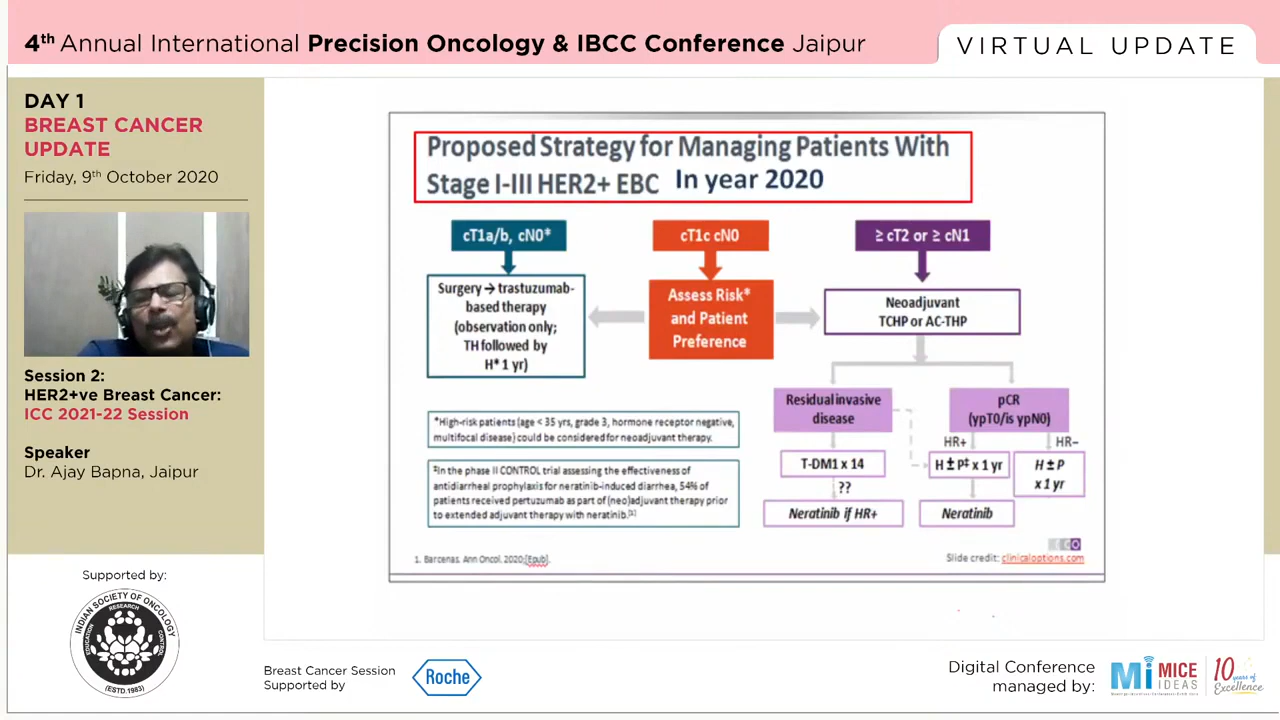 4th Annual International Precision Oncology & IBCC Conference Jaipur
VIRTUAL UPDATE
DAY 1
BREAST CANCER
UPDATE
Friday, 9th October 2020
Session 2:
HER2+ve Breast Cancer:
ICC 2021-22 Session
Speaker
Dr. Ajay Bapna, Jaipur
Supported by:
INDIAN SOCIETY OF ONCOLOGY
EDUCATION
RESEARCH
CONTROL
(ESTD.1983)
Proposed Strategy for Managing Patients With
Stage I-III HER2+ EBC In year 2020
cT1a/b, cN0*
Surgery → trastuzumab-
based therapy
(observation only;
TH followed by
H* 1 yr)
cT1c cN0
Assess Risk*
and Patient
Preference
≥ cT2 or ≥ cN1
Neoadjuvant
TCHP or AC-THP
Residual invasive
disease
pCR
(ypT0/is ypN0)
HR+
HR−
T-DM1 x 14
H ± P‡ x 1 yr
H ± P
x 1 yr
??
Neratinib if HR+
Neratinib
*High-risk patients (age < 35 yrs, grade 3, hormone receptor negative,
multifocal disease) could be considered for neoadjuvant therapy.
‡In the phase II CONTROL trial assessing the effectiveness of
antidiarrheal prophylaxis for neratinib-induced diarrhea, 54% of
patients received pertuzumab as part of (neo)adjuvant therapy prior
to extended adjuvant therapy with neratinib.[1]
1. Barcenas. Ann Oncol. 2020;[Epub].
Slide credit: clinicaloptions.com
Breast Cancer Session
Supported by
Roche
Digital Conference
managed by:
Mi MICE
IDEAS
10 years of
Excellence